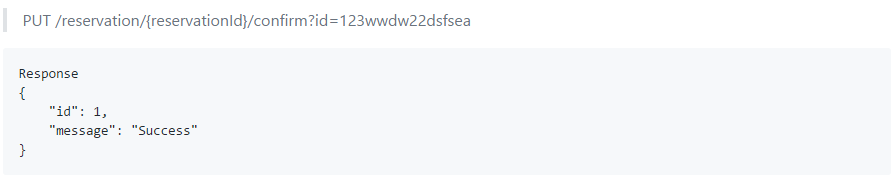 PUT /reservation/{reservationId}/confirm?id=123wwdw22dsfsea
Response
{
    "id": 1,
    "message": "Success"
}